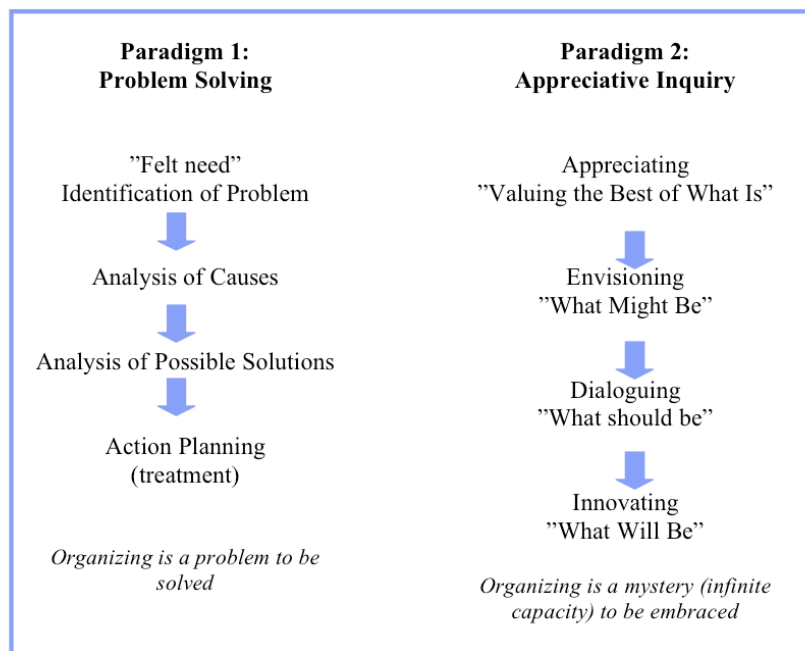 Paradigm 1:
Problem Solving
”Felt need”
Identification of Problem
Analysis of Causes
Analysis of Possible Solutions
Action Planning
(treatment)
Organizing is a problem to be
solved
Paradigm 2:
Appreciative Inquiry
Appreciating
”Valuing the Best of What Is”
Envisioning
”What Might Be”
Dialoguing
”What should be”
Innovating
”What Will Be”
Organizing is a mystery (infinite
capacity) to be embraced